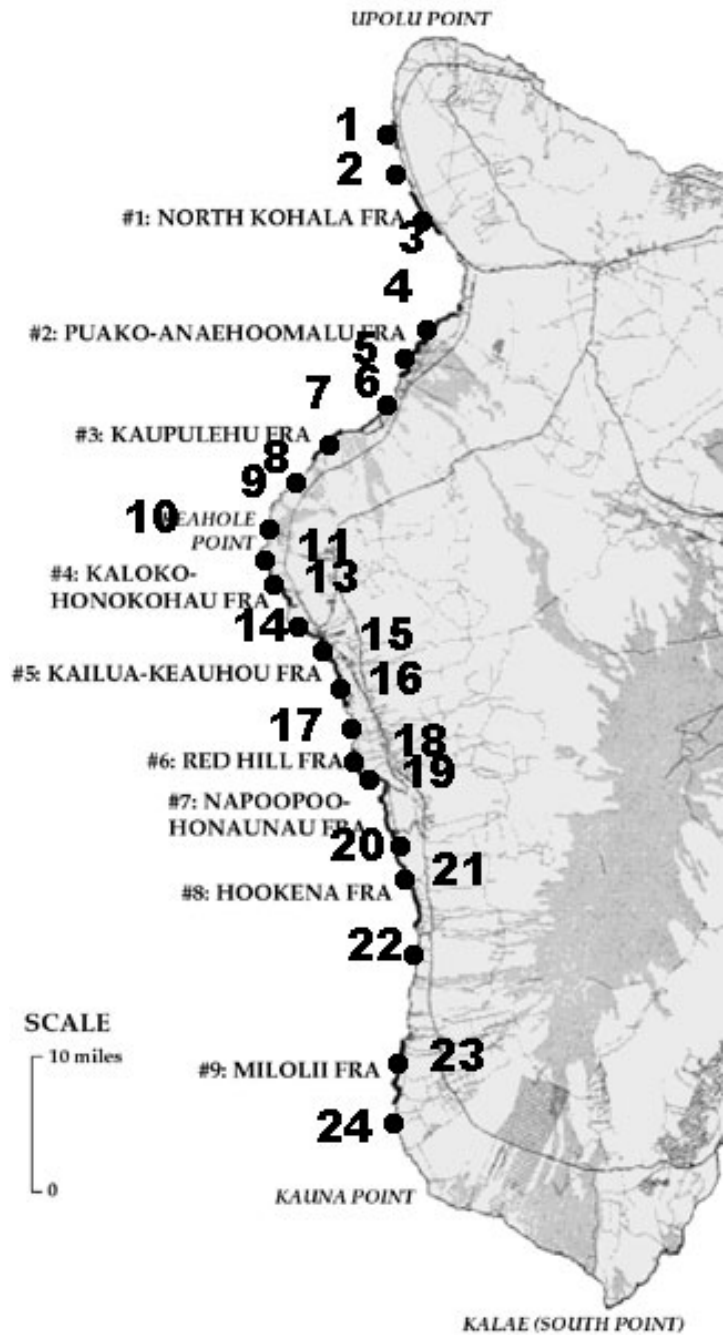 UPOLU POINT
1
2
#1: NORTH KOHALA FRA
3
4
#2: PUAKO-ANAEHOOMALU FRA
5
6
7
#3: KAUPULEHU FRA
8
9
10
EAHOLE
POINT
11
#4: KALOKO-
HONOKOHAU FRA
13
14
15
#5: KAILUA-KEAUHOU FRA
16
17
18
#6: RED HILL FRA
19
#7: NAPOOPOO-
HONAUNAU FRA
20
21
#8: HOOKENA FRA
22
SCALE
10 miles
0
23
#9: MILOLII FRA
24
KAUNA POINT
KALAE (SOUTH POINT)